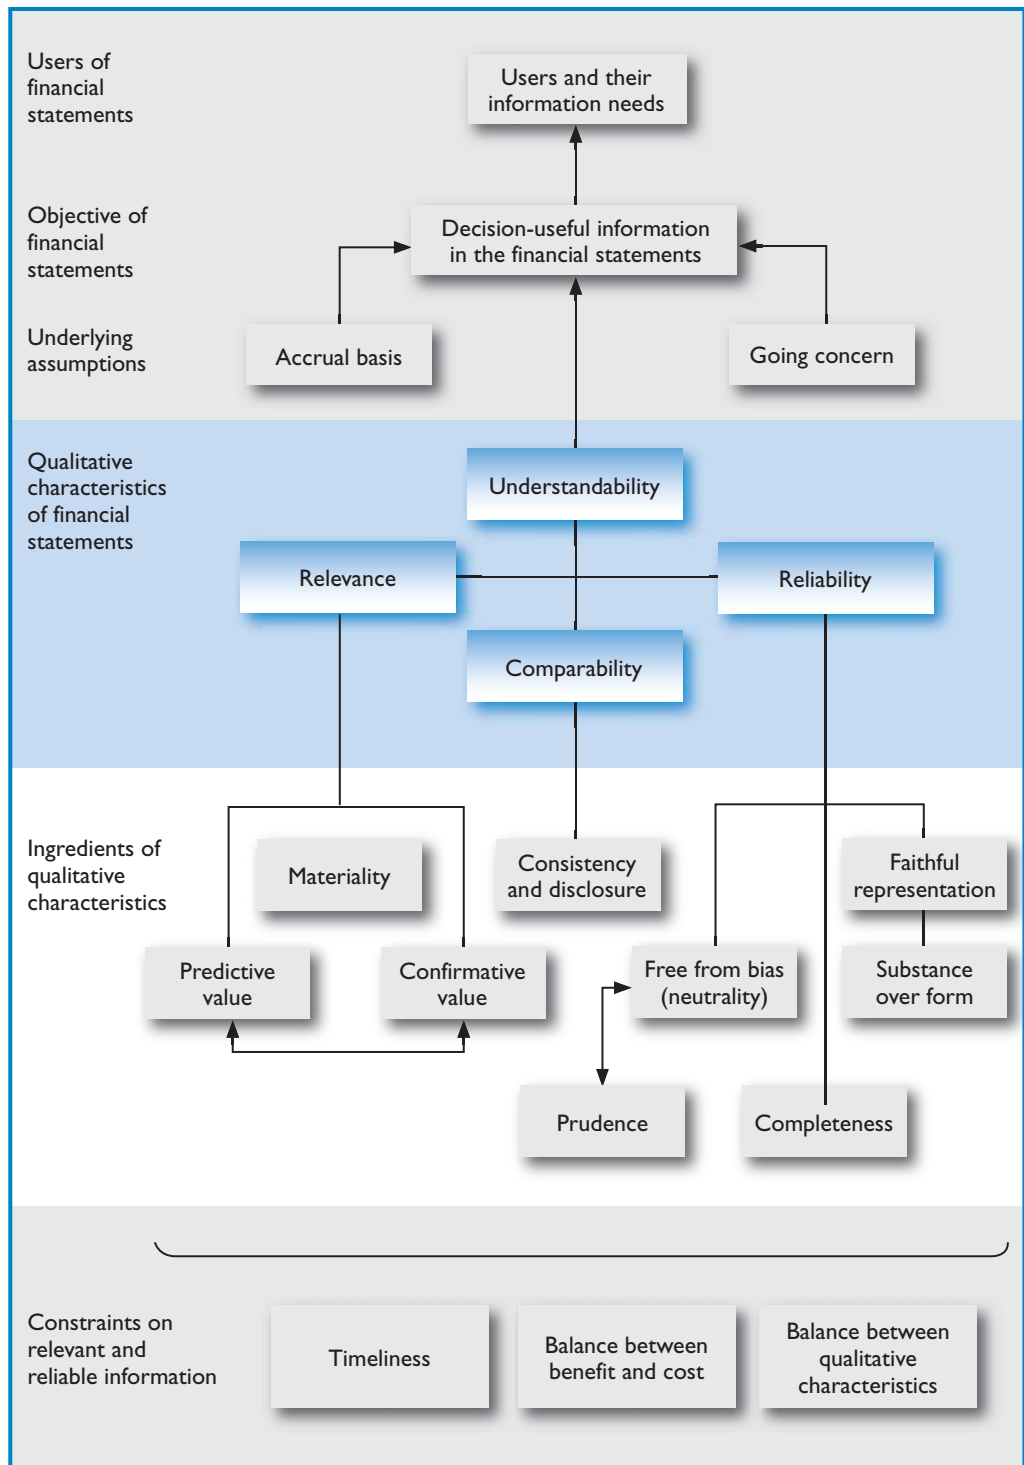 Users of
financial
statements
Users and their
information needs
Objective of
financial
statements
Decision-useful information
in the financial statements
Underlying
assumptions
Accrual basis
Going concern
Qualitative
characteristics
of financial
statements
Understandability
Relevance
Reliability
Comparability
Ingredients of
qualitative
characteristics
Materiality
Consistency
and disclosure
Faithful
representation
Predictive
value
Confirmative
value
Free from bias
(neutrality)
Substance
over form
Prudence
Completeness
Constraints on
relevant and
reliable information
Timeliness
Balance between
benefit and cost
Balance between
qualitative
characteristics